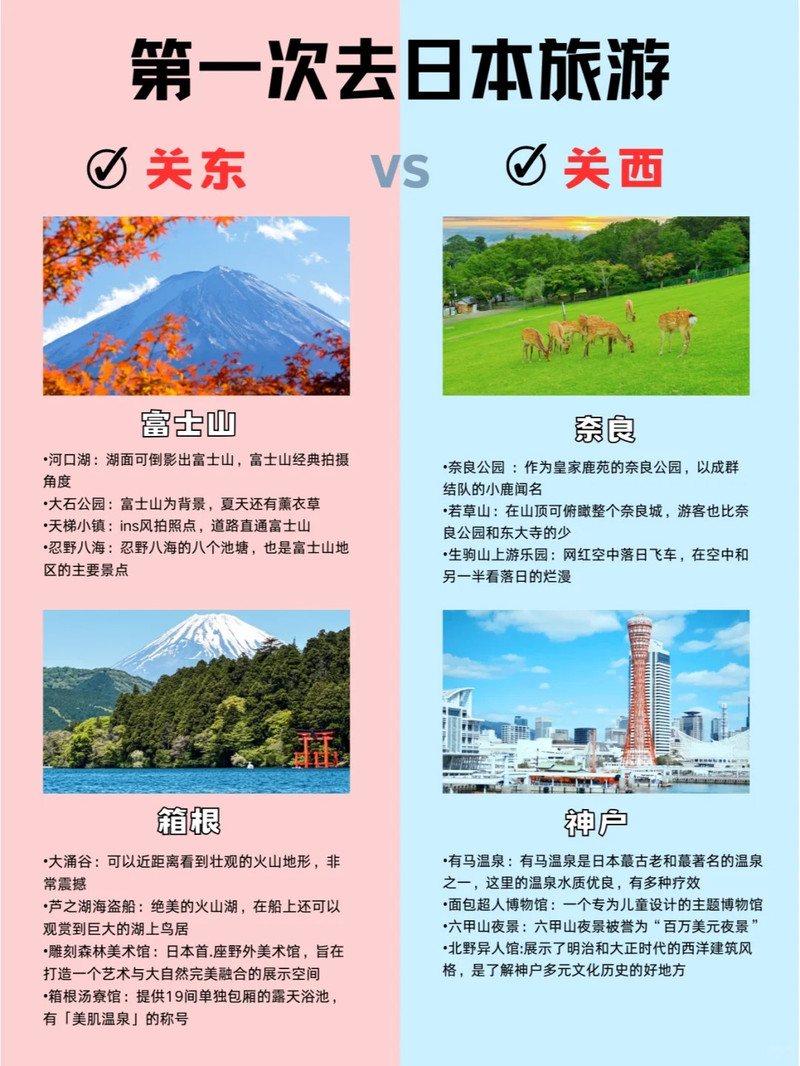 第一次去日本旅游
关东
VS
关西
富士山
•河口湖：湖面可倒影出富士山，富士山经典拍摄
角度
•大石公园：富士山为背景，夏天还有薰衣草
•天梯小镇：ins风拍照点，道路直通富士山
•忍野八海：忍野八海的八个池塘，也是富士山地
区的主要景点
箱根
•大涌谷：可以近距离看到壮观的火山地形，非
常震撼
•芦之湖海盗船：绝美的火山湖，在船上还可以
观赏到巨大的湖上鸟居
•雕刻森林美术馆：日本首.座野外美术馆，旨在
打造一个艺术与大自然完美融合的展示空间
•箱根汤寮馆：提供19间单独包厢的露天浴池，
有「美肌温泉」的称号
奈良
•奈良公园 ：作为皇家鹿苑的奈良公园，以成群
结队的小鹿闻名
•若草山：在山顶可俯瞰整个奈良城，游客也比奈
良公园和东大寺的少
•生驹山上游乐园：网红空中落日飞车，在空中和
另一半看落日的烂漫
神户
•有马温泉：有马温泉是日本蕞古老和蕞著名的温泉
之一，这里的温泉水质优良，有多种疗效
•面包超人博物馆：一个专为儿童设计的主题博物馆
•六甲山夜景：六甲山夜景被誉为“百万美元夜景”
•北野异人馆:展示了明治和大正时代的西洋建筑风
格，是了解神户多元文化历史的好地方